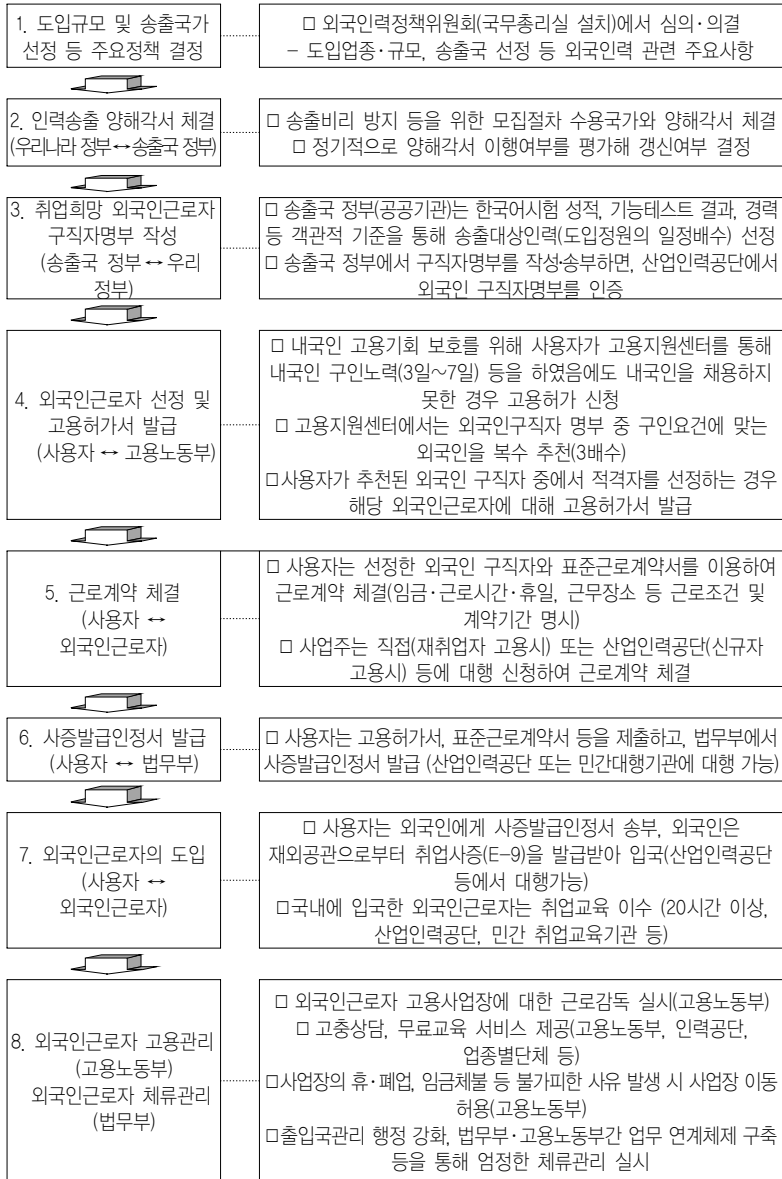 1. 도입규모 및 송출국가
선정 등 주요정책 결정
□ 외국인력정책위원회(국무총리실 설치)에서 심의·의결
- 도입업종·규모, 송출국 선정 등 외국인력 관련 주요사항
2. 인력송출 양해각서 체결
(우리나라 정부↔송출국 정부)
□ 송출비리 방지 등을 위한 모집절차 수용국가와 양해각서 체결
□ 정기적으로 양해각서 이행여부를 평가해 갱신여부 결정
3. 취업희망 외국인근로자
구직자명부 작성
(송출국 정부 ↔ 우리
정부)
□ 송출국 정부(공공기관)는 한국어시험 성적, 기능테스트 결과, 경력
등 객관적 기준을 통해 송출대상인력(도입정원의 일정배수) 선정
□ 송출국 정부에서 구직자명부를 작성·송부하면, 산업인력공단에서
외국인 구직자명부를 인증
4. 외국인근로자 선정 및
고용허가서 발급
(사용자 ↔ 고용노동부)
□ 내국인 고용기회 보호를 위해 사용자가 고용지원센터를 통해
내국인 구인노력(3일~7일) 등을 하였음에도 내국인을 채용하지
못한 경우 고용허가 신청
□ 고용지원센터에서는 외국인구직자 명부 중 구인요건에 맞는
외국인을 복수 추천(3배수)
□사용자가 추천된 외국인 구직자 중에서 적격자를 선정하는 경우
해당 외국인근로자에 대해 고용허가서 발급
5. 근로계약 체결
(사용자 ↔
외국인근로자)
□ 사용자는 선정한 외국인 구직자와 표준근로계약서를 이용하여
근로계약 체결(임금·근로시간·휴일, 근무장소 등 근로조건 및
계약기간 명시)
□ 사업주는 직접(재취업자 고용시) 또는 산업인력공단(신규자
고용시) 등에 대행 신청하여 근로계약 체결
6. 사증발급인정서 발급
(사용자 ↔ 법무부)
□ 사용자는 고용허가서, 표준근로계약서 등을 제출하고, 법무부에서
사증발급인정서 발급 (산업인력공단 또는 민간대행기관에 대행 가능)
7. 외국인근로자의 도입
(사용자 ↔
외국인근로자)
□ 사용자는 외국인에게 사증발급인정서 송부, 외국인은
재외공관으로부터 취업사증(E-9)을 발급받아 입국(산업인력공단
등에서 대행가능)
□국내에 입국한 외국인근로자는 취업교육 이수 (20시간 이상,
산업인력공단, 민간 취업교육기관 등)
8. 외국인근로자 고용관리
(고용노동부)
외국인근로자 체류관리
(법무부)
□ 외국인근로자 고용사업장에 대한 근로감독 실시(고용노동부)
□ 고충상담, 무료교육 서비스 제공(고용노동부, 인력공단,
업종별단체 등)
□사업장의 휴·폐업, 임금체불 등 불가피한 사유 발생 시 사업장 이동
허용(고용노동부)
□출입국관리 행정 강화, 법무부·고용노동부간 업무 연계체제 구축
등을 통해 엄정한 체류관리 실시